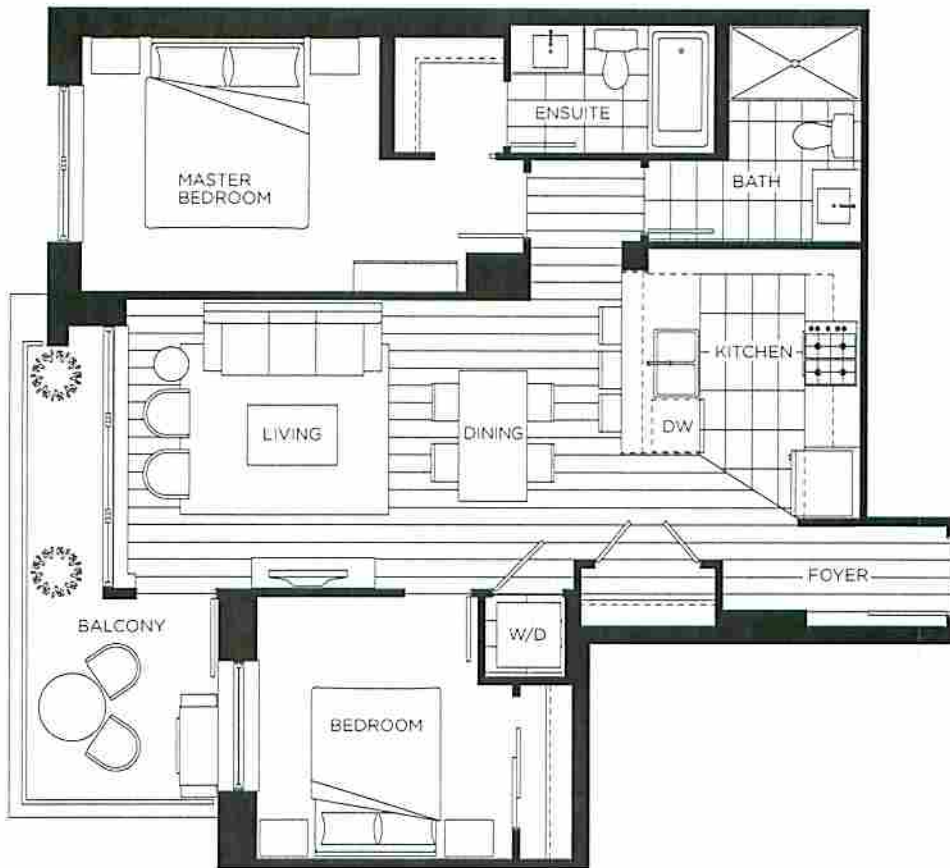 ENSUITE
MASTER
BEDROOM
BATH
KITCHEN
LIVING
DINING
DW
FOYER
BALCONY
W/D
BEDROOM